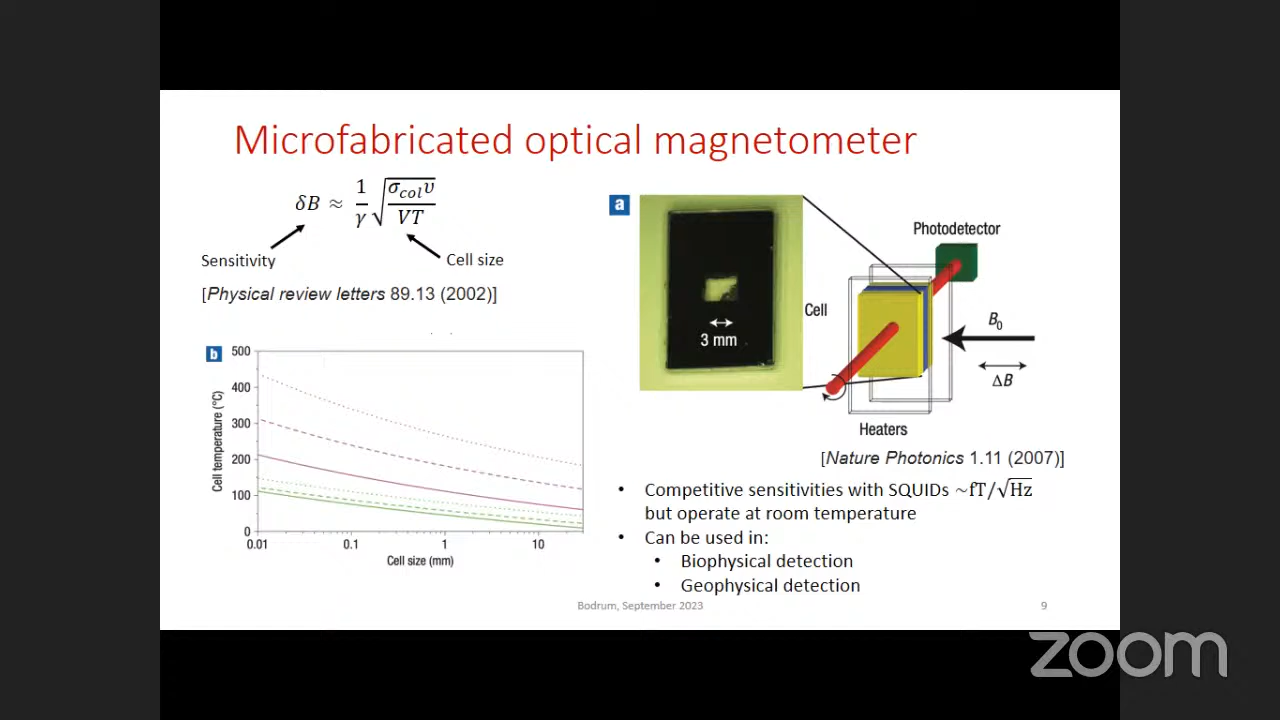 Microfabricated optical magnetometer
δB ≈ 1/γ √(σ_col υ / VT)
Sensitivity
Cell size
[Physical review letters 89.13 (2002)]
a
3 mm
Cell
Photodetector
B₀
ΔB
Heaters
[Nature Photonics 1.11 (2007)]
b
Cell temperature (°C)
500
400
300
200
100
0
0.01 0.1 1 10
Cell size (mm)
• Competitive sensitivities with SQUIDs ~fT/√Hz
but operate at room temperature
• Can be used in:
• Biophysical detection
• Geophysical detection
Bodrum, September 2023
9
zoom